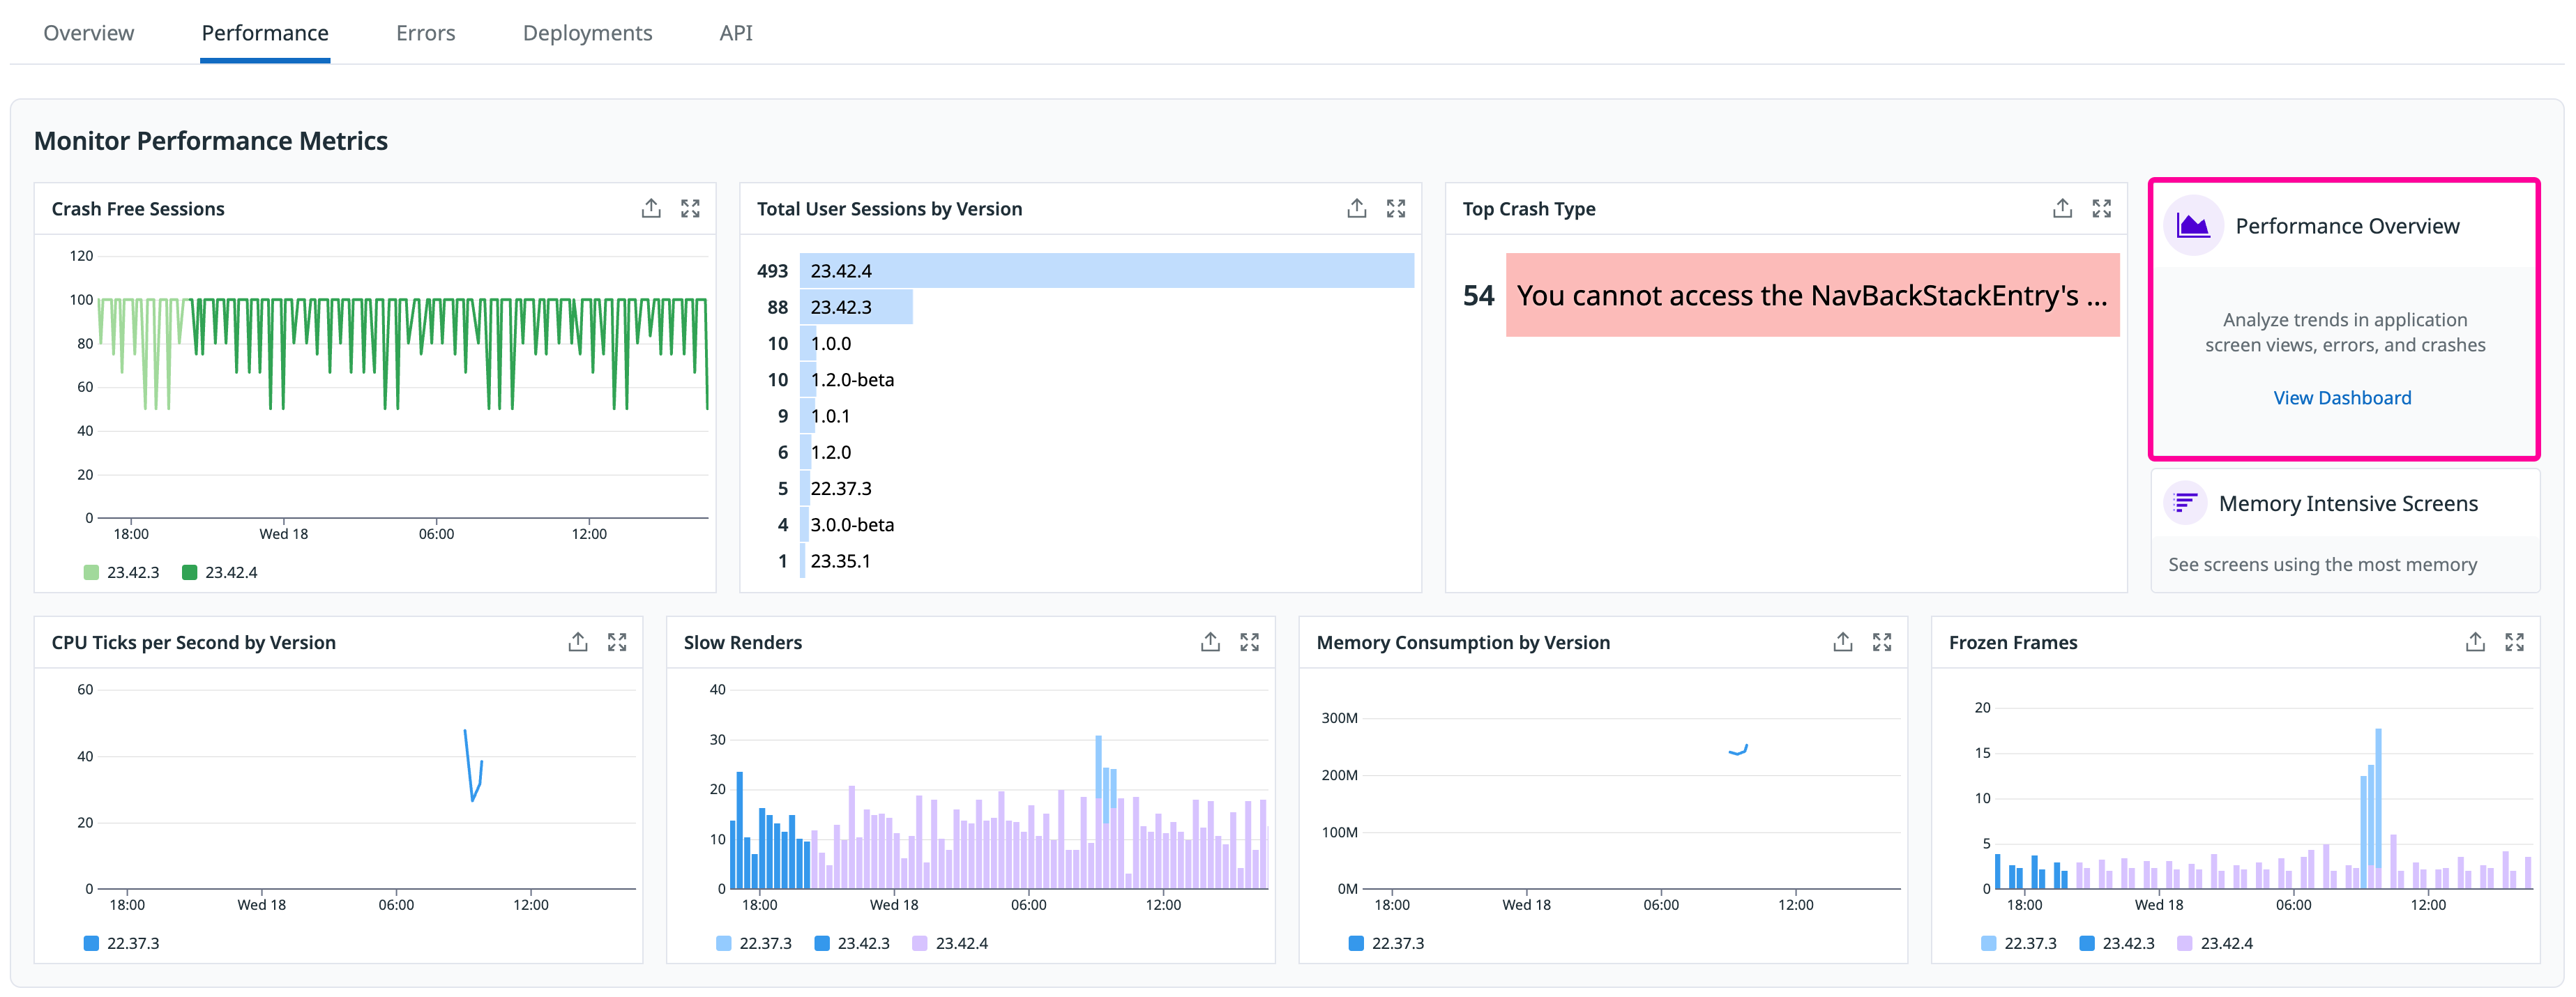 Overview
Performance
Errors
Deployments
API
Monitor Performance Metrics
Crash Free Sessions
120
100
80
60
40
20
0
18:00
Wed 18
06:00
12:00
23.42.3
23.42.4
Total User Sessions by Version
493 23.42.4
88 23.42.3
10 1.0.0
10 1.2.0-beta
9 1.0.1
6 1.2.0
5 22.37.3
4 3.0.0-beta
1 23.35.1
Top Crash Type
54 You cannot access the NavBackStackEntry's ...
Performance Overview
Analyze trends in application
screen views, errors, and crashes
View Dashboard
Memory Intensive Screens
See screens using the most memory
CPU Ticks per Second by Version
60
40
20
0
18:00
Wed 18
06:00
12:00
22.37.3
Slow Renders
40
30
20
10
0
18:00
Wed 18
06:00
12:00
22.37.3
23.42.3
23.42.4
Memory Consumption by Version
300M
200M
100M
0M
18:00
Wed 18
06:00
12:00
22.37.3
Frozen Frames
20
15
10
5
0
18:00
Wed 18
06:00
12:00
22.37.3
23.42.3
23.42.4